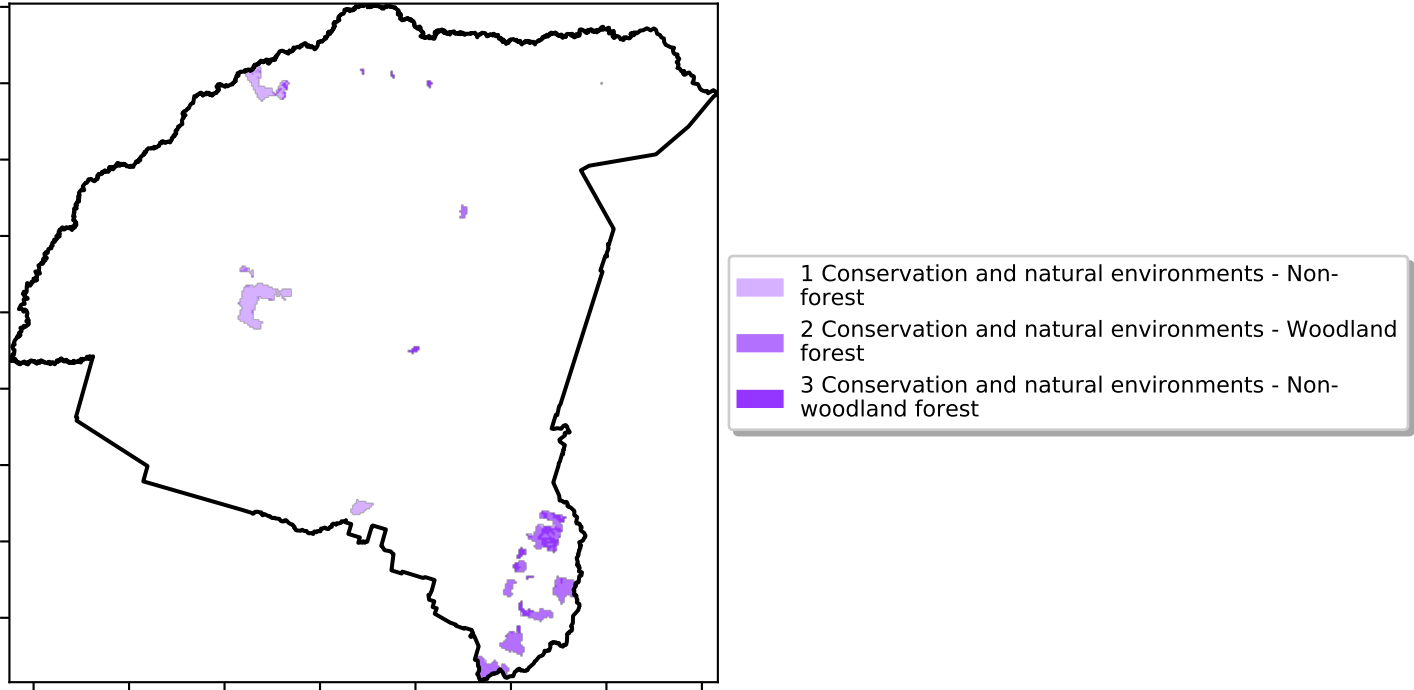 1 Conservation and natural environments - Non-
forest
2 Conservation and natural environments - Woodland
forest
3 Conservation and natural environments - Non-
woodland forest